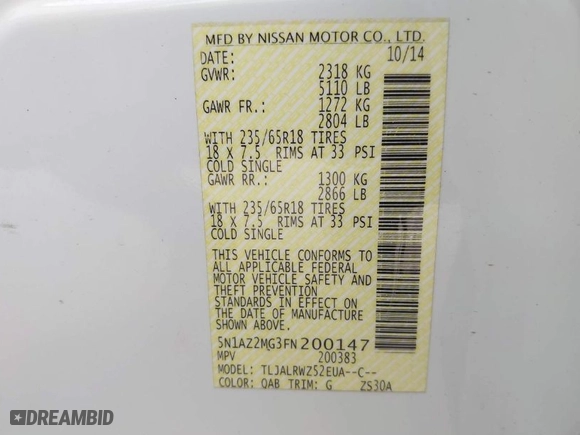 MFD BY NISSAN MOTOR CO., LTD.
DATE: 10/14
GVWR: 2318 KG
5110 LB
GAWR FR.: 1272 KG
2804 LB
WITH 235/65R18 TIRES
18 X 7.5 RIMS AT 33 PSI
COLD SINGLE
GAWR RR.: 1300 KG
2866 LB
WITH 235/65R18 TIRES
18 X 7.5 RIMS AT 33 PSI
COLD SINGLE
THIS VEHICLE CONFORMS TO
ALL APPLICABLE FEDERAL
MOTOR VEHICLE SAFETY AND
THEFT PREVENTION
STANDARDS IN EFFECT ON
THE DATE OF MANUFACTURE
SHOWN ABOVE.
5N1AZ2MG3FN200147
MPV 200383
MODEL: TLJALRWZ52EUA--C--
COLOR: QAB TRIM: G ZS30A
DREAMBID